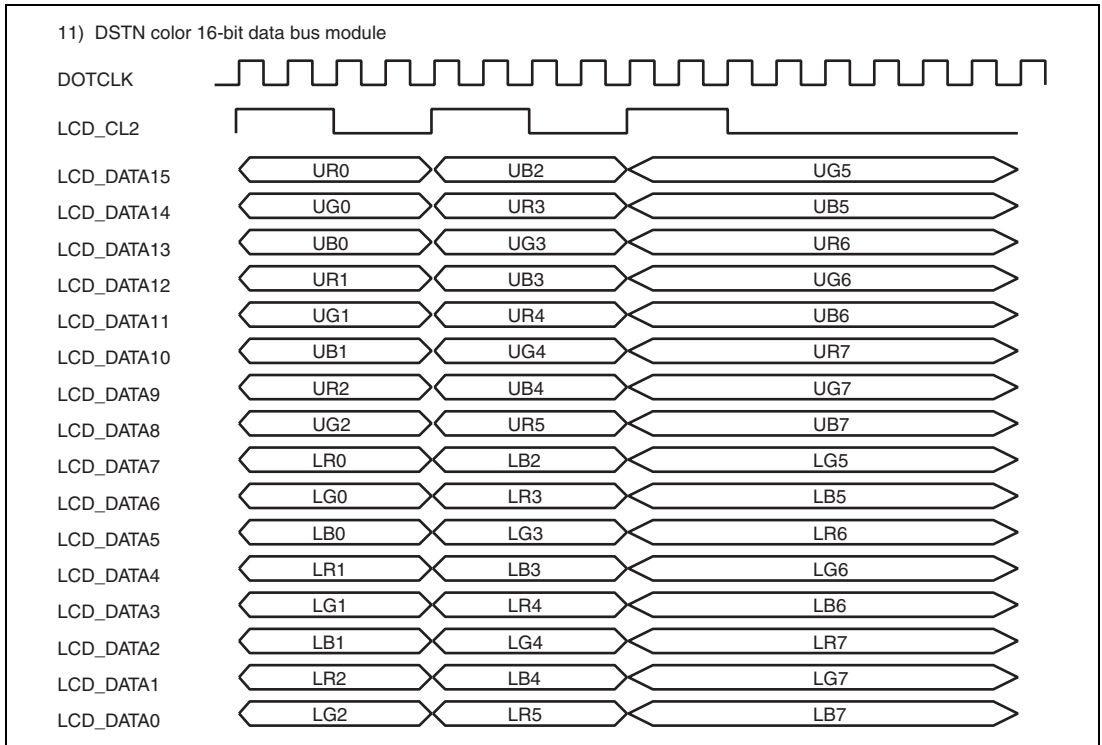 11) DSTN color 16-bit data bus module
DOTCLK
LCD_CL2
LCD_DATA15 UR0 UB2 UG5
LCD_DATA14 UG0 UR3 UB5
LCD_DATA13 UB0 UG3 UR6
LCD_DATA12 UR1 UB3 UG6
LCD_DATA11 UG1 UR4 UB6
LCD_DATA10 UB1 UG4 UR7
LCD_DATA9 UR2 UB4 UG7
LCD_DATA8 UG2 UR5 UB7
LCD_DATA7 LR0 LB2 LG5
LCD_DATA6 LG0 LR3 LB5
LCD_DATA5 LB0 LG3 LR6
LCD_DATA4 LR1 LB3 LG6
LCD_DATA3 LG1 LR4 LB6
LCD_DATA2 LB1 LG4 LR7
LCD_DATA1 LR2 LB4 LG7
LCD_DATA0 LG2 LR5 LB7